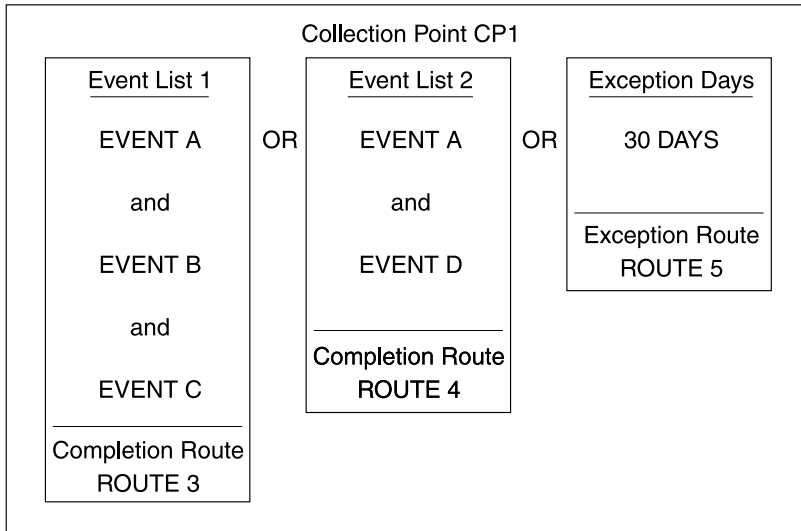 Collection Point CP1
Event List 1
EVENT A
and
EVENT B
and
EVENT C
Completion Route
ROUTE 3
OR
Event List 2
EVENT A
and
EVENT D
Completion Route
ROUTE 4
OR
Exception Days
30 DAYS
Exception Route
ROUTE 5